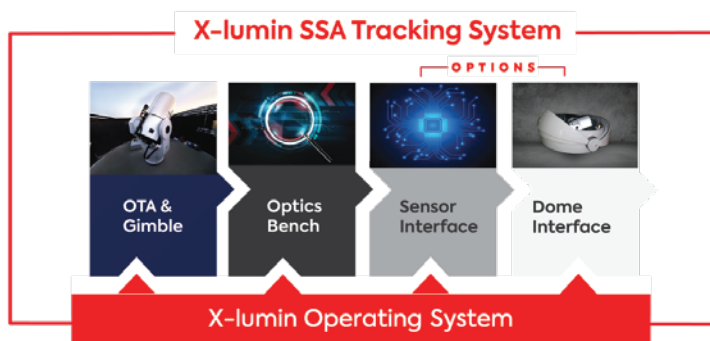 X-lumin SSA Tracking System
OPTIONS
OTA &
Gimble
Optics
Bench
Sensor
Interface
Dome
Interface
X-lumin Operating System